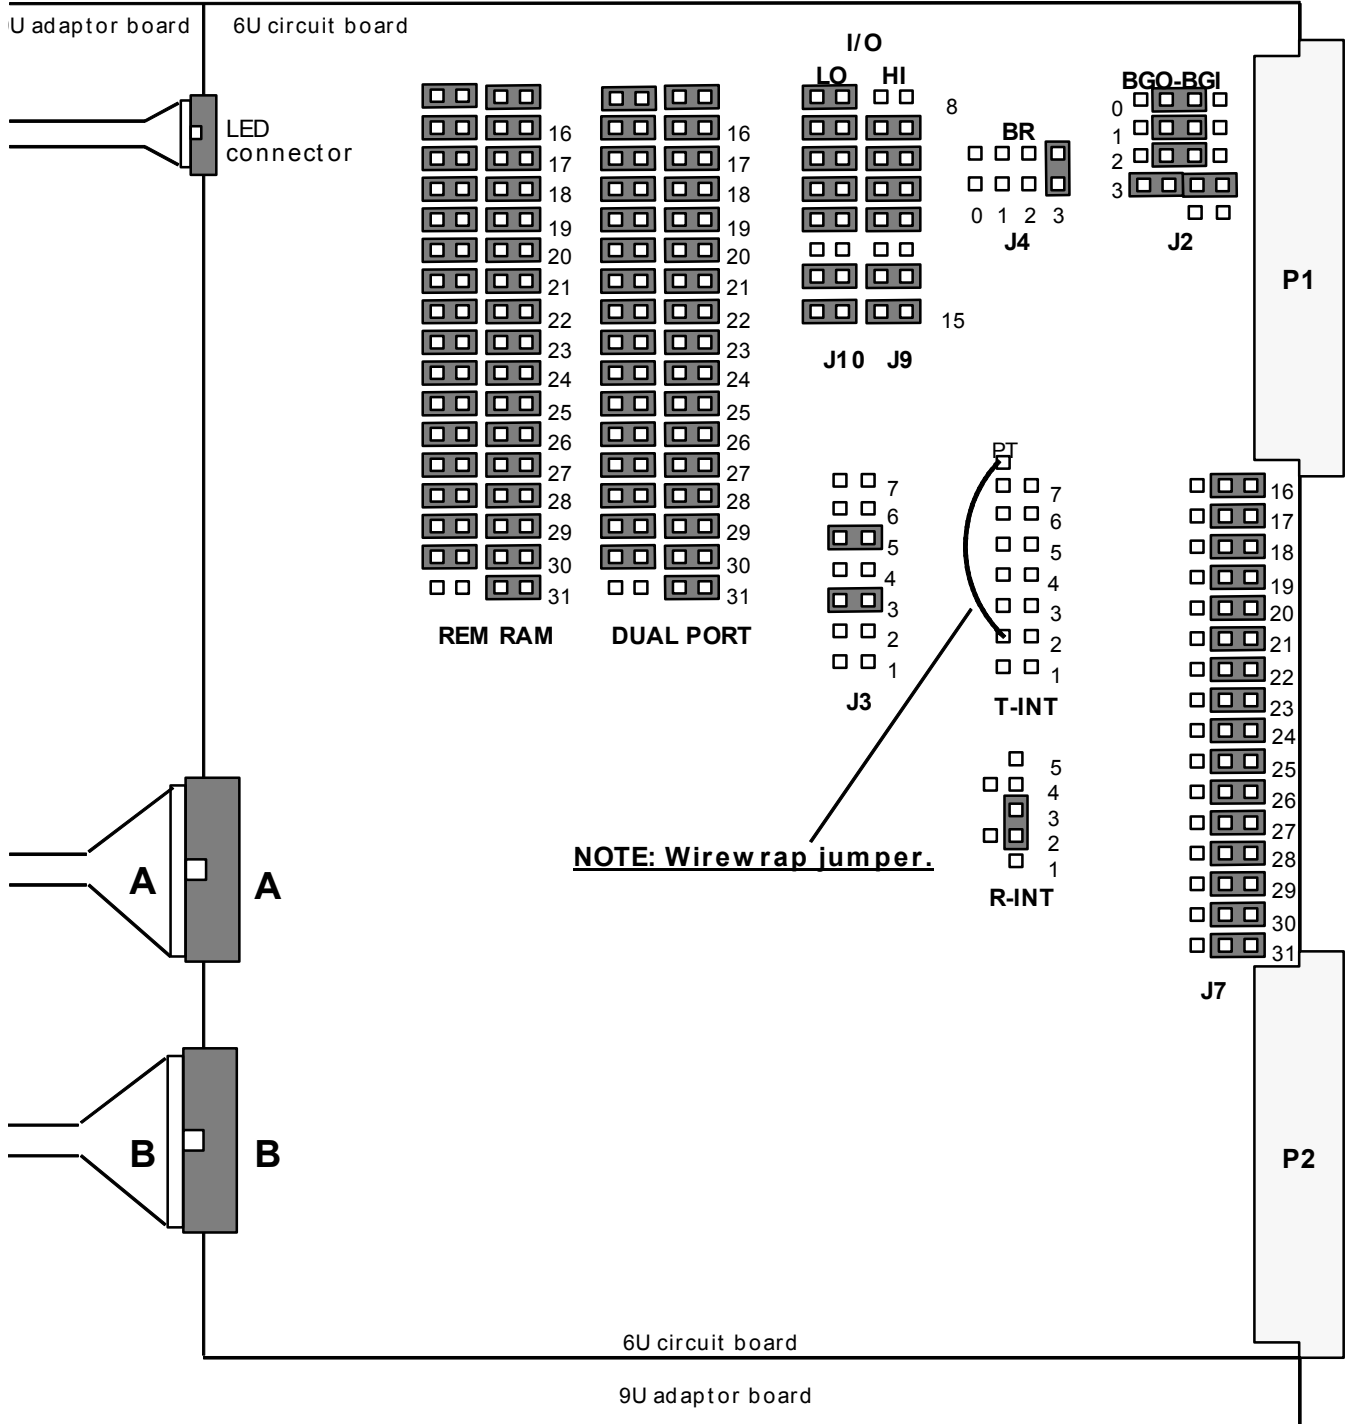 U adaptor board
6U circuit board
LED
connector
16
17
18
19
20
21
22
23
24
25
26
27
28
29
30
31
REM RAM
16
17
18
19
20
21
22
23
24
25
26
27
28
29
30
31
DUAL PORT
I/O
LO HI
8
15
J10 J9
BR
0 1 2 3
J4
BGO-BGI
0
1
2
3
J2
P1
7
6
5
4
3
2
1
J3
PT
7
6
5
4
3
2
1
T-INT
NOTE: Wirewrap jumper.
5
4
3
2
1
R-INT
16
17
18
19
20
21
22
23
24
25
26
27
28
29
30
31
J7
A A
B B
P2
6U circuit board
9U adaptor board